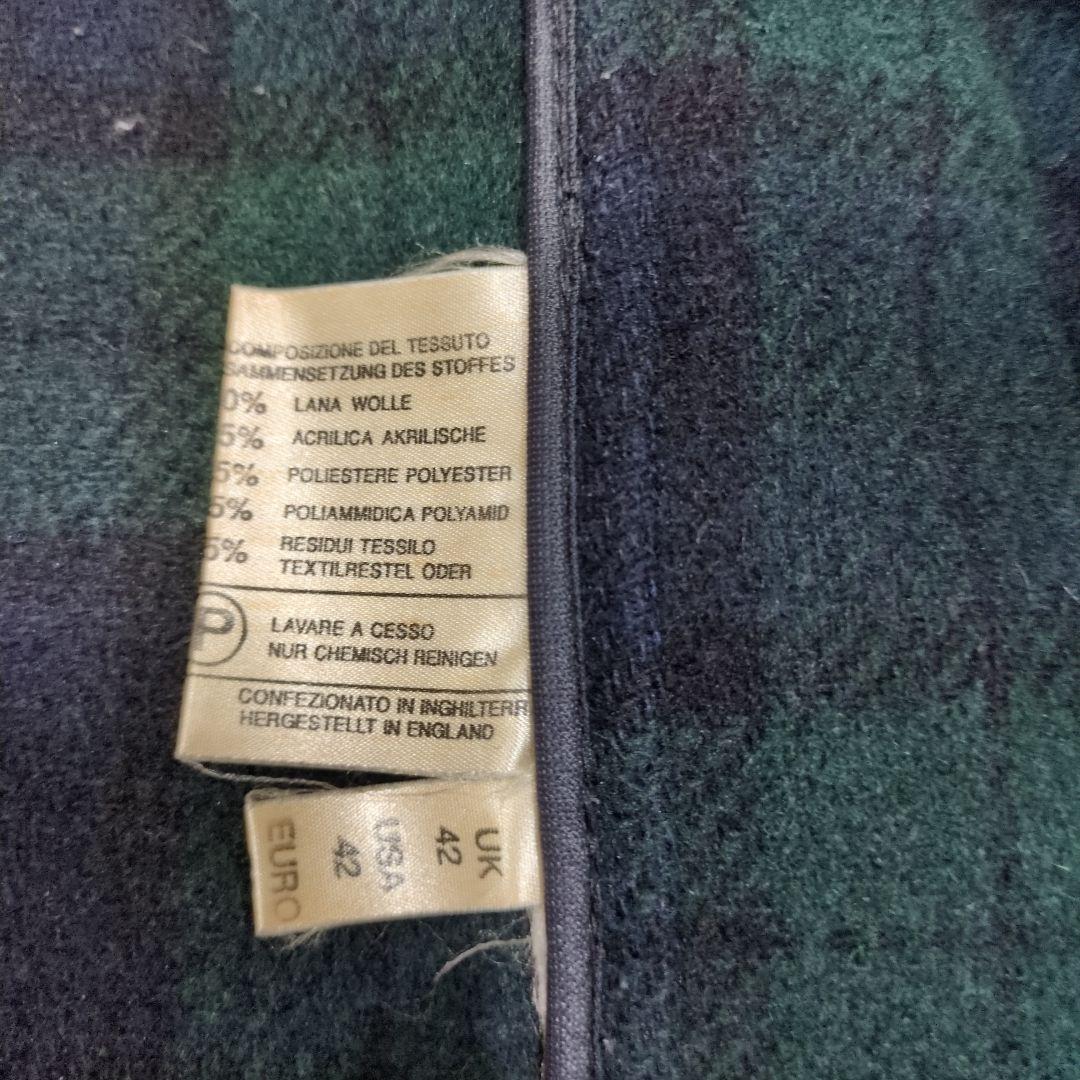 COMPOSIZIONE DEL TESSUTO
SAMMENSETZUNG DES STOFFES
0% LANA WOLLE
5% ACRILICA AKRILISCHE
5% POLIESTERE POLYESTER
5% POLIAMMIDICA POLYAMID
5% RESIDUI TESSILO
TEXTILRESTEL ODER
P LAVARE A CESSO
NUR CHEMISCH REINIGEN
CONFEZIONATO IN INGHILTERR
HERGESTELLT IN ENGLAND
UK
42
USA
42
EURO